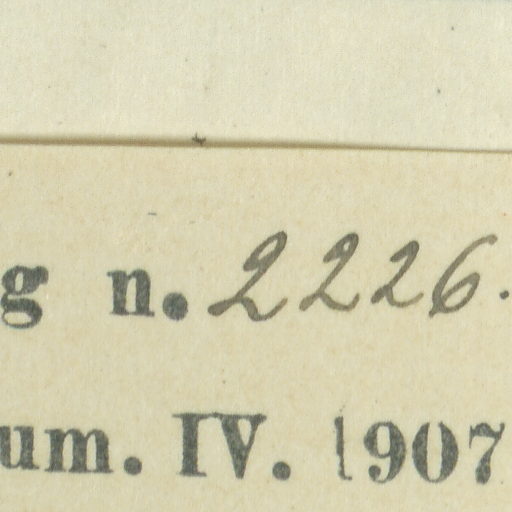 g n. 2226.
um. IV. 1907